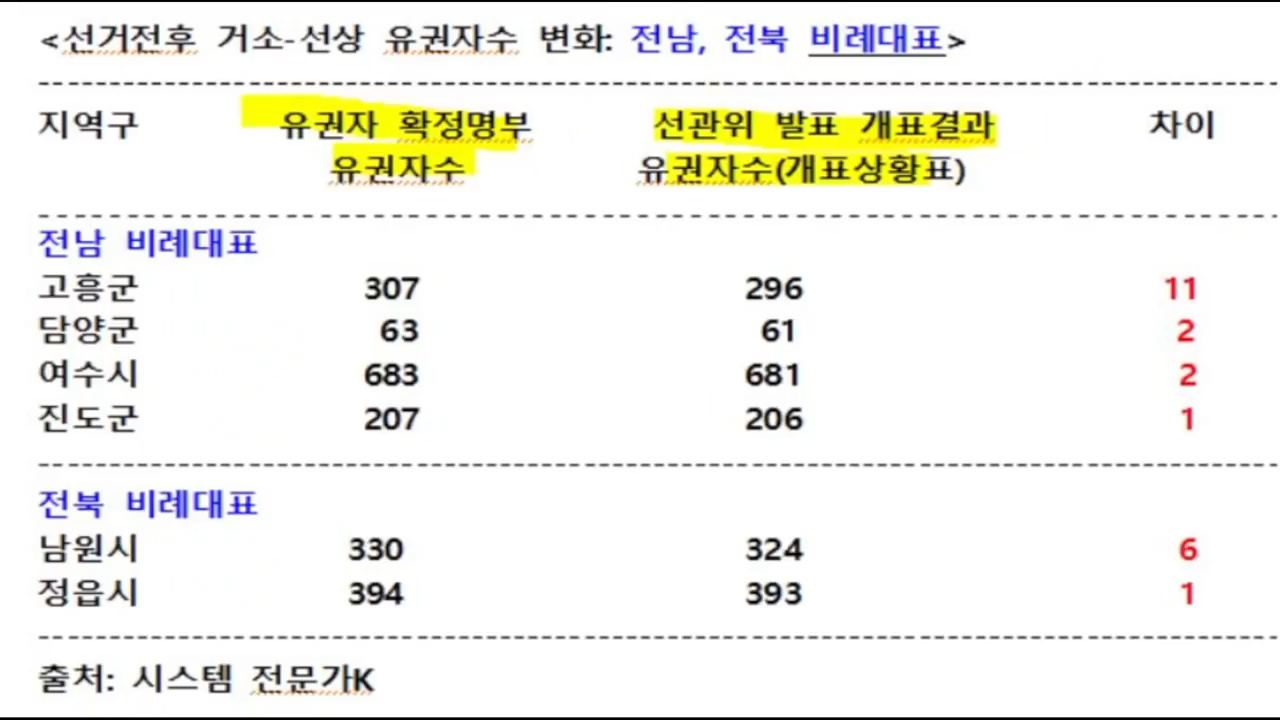 <선거전후 거소-선상 유권자수 변화: 전남, 전북 비례대표>
지역구 유권자 확정명부 선관위 발표 개표결과 차이
유권자수 유권자수(개표상황표)
전남 비례대표
고흥군 307 296 11
담양군 63 61 2
여수시 683 681 2
진도군 207 206 1
전북 비례대표
남원시 330 324 6
정읍시 394 393 1
출처: 시스템 전문가K